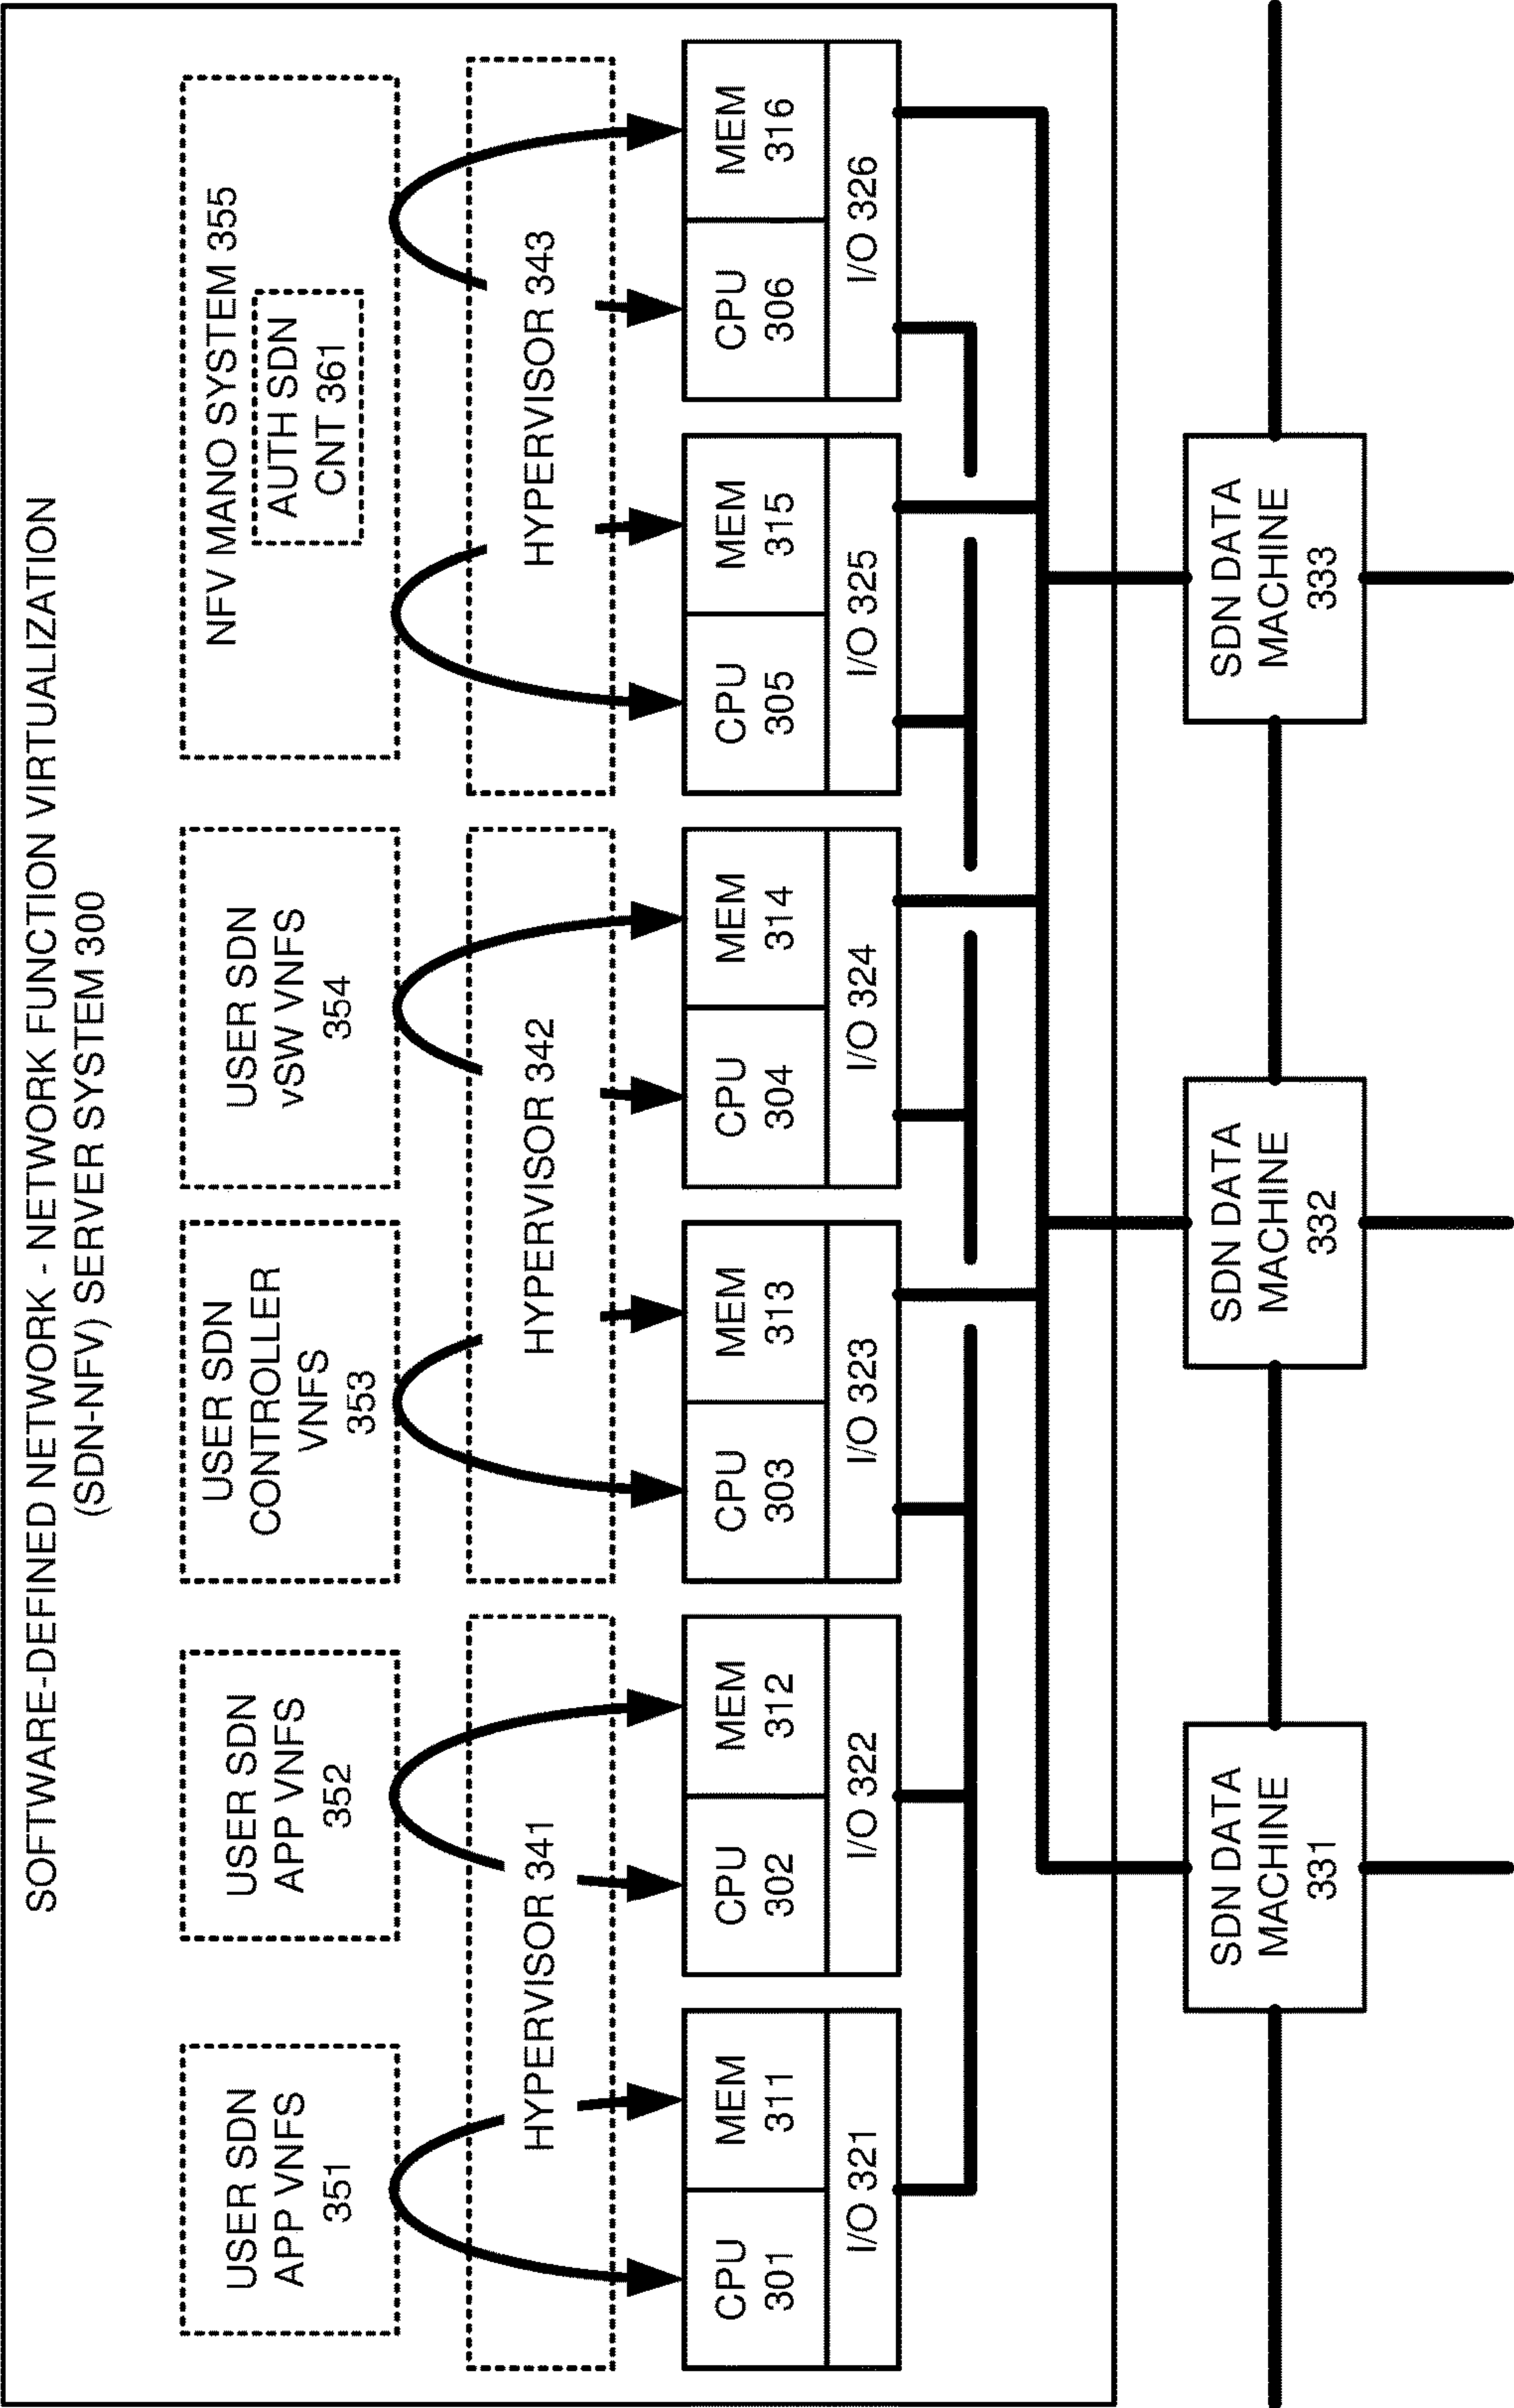 SOFTWARE-DEFINED NETWORK - NETWORK FUNCTION VIRTUALIZATION
(SDN-NFV) SERVER SYSTEM 300
USER SDN
APP VNFS
351
USER SDN
APP VNFS
352
USER SDN
CONTROLLER
VNFS
353
USER SDN
vSW VNFS
354
NFV MANO SYSTEM 355
AUTH SDN
CNT 361
HYPERVISOR 341
HYPERVISOR 342
HYPERVISOR 343
CPU
301
MEM
311
I/O 321
CPU
302
MEM
312
I/O 322
CPU
303
MEM
313
I/O 323
CPU
304
MEM
314
I/O 324
CPU
305
MEM
315
I/O 325
CPU
306
MEM
316
I/O 326
SDN DATA
MACHINE
331
SDN DATA
MACHINE
332
SDN DATA
MACHINE
333